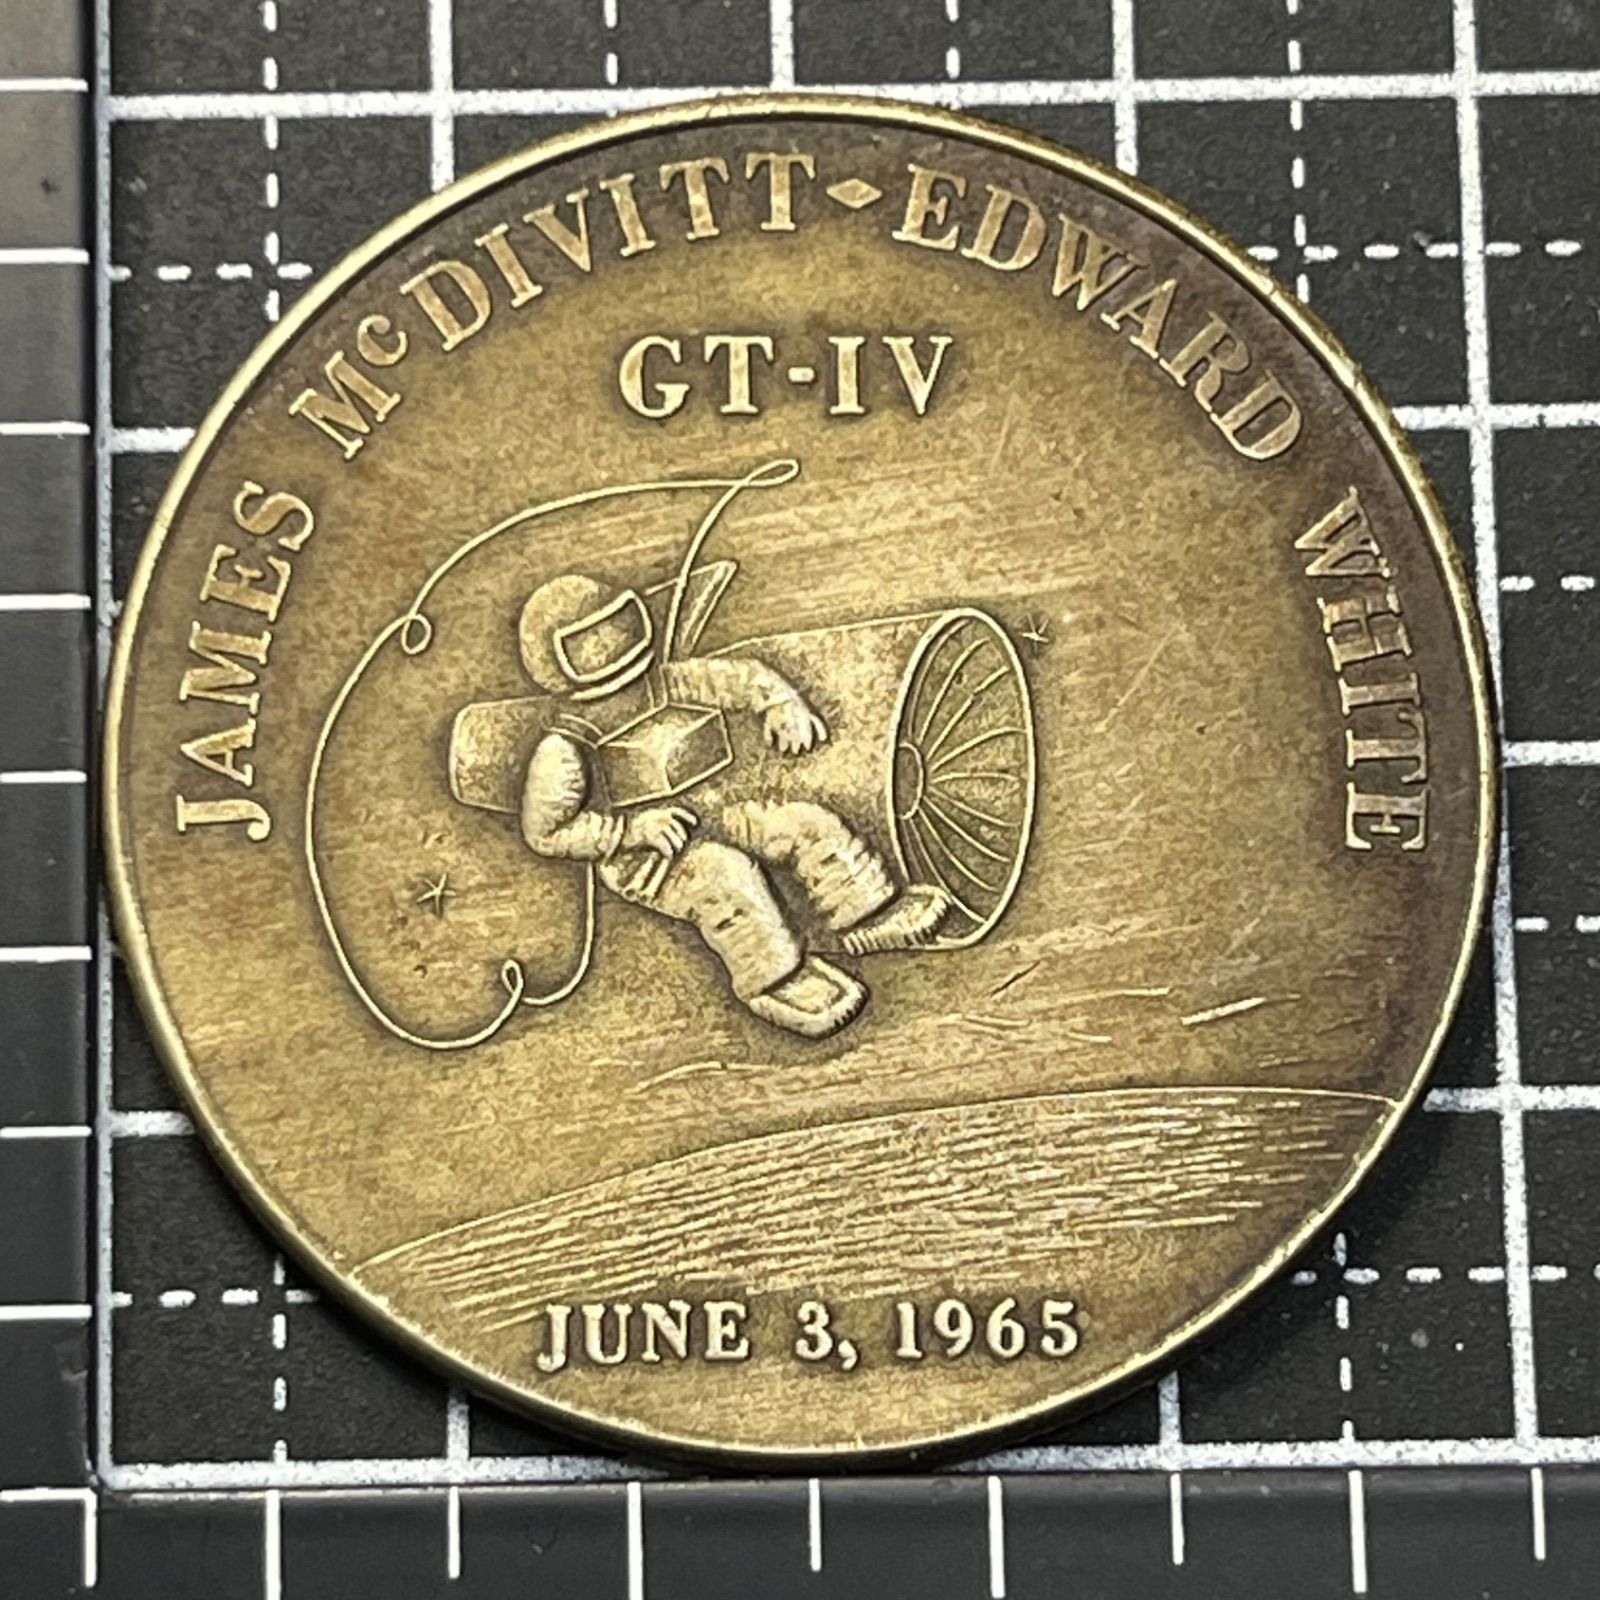 JAMES McDIVITT⬥EDWARD WHITE
GT-IV
JUNE 3, 1965